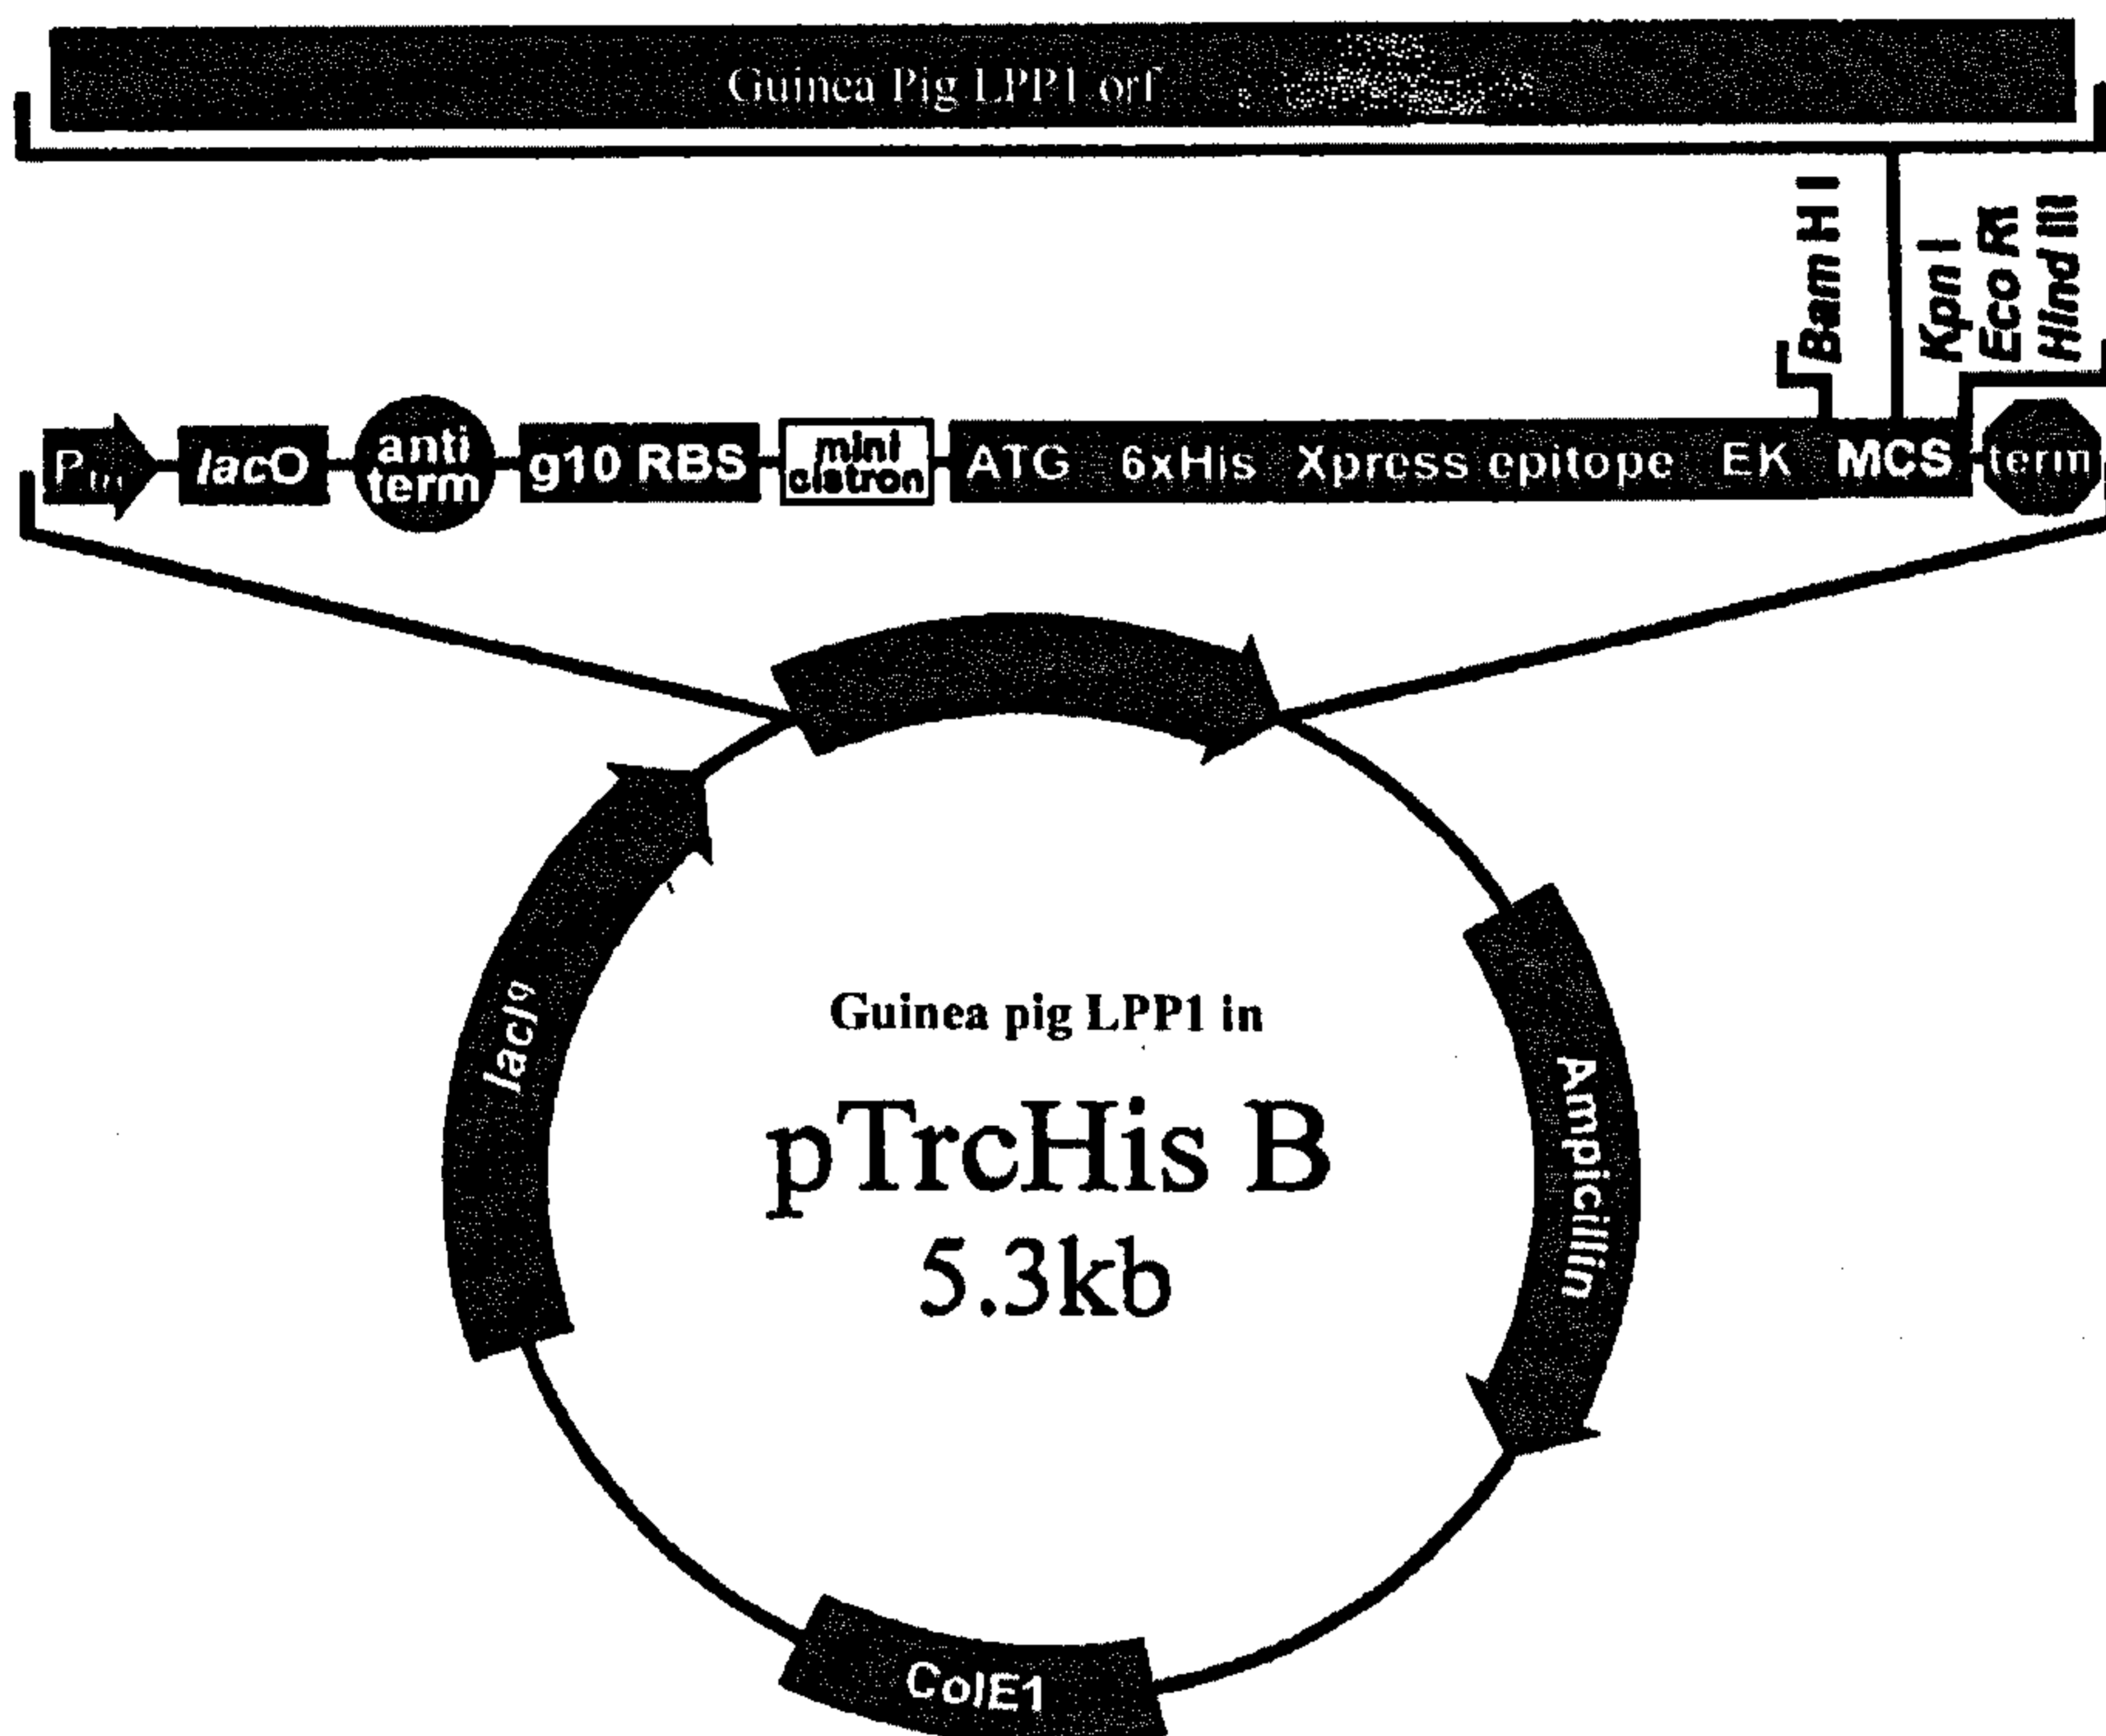 Guinea Pig LPP1 orf
Bam H I
Kpn I
Eco RI
Hind III
lacO
anti
term
g10 RBS
mini
cistron
ATG 6xHis Xpress epitope EK MCS
term
lacIq
Guinea pig LPP1 in
pTrcHis B
5.3kb
Ampicillin
ColE1